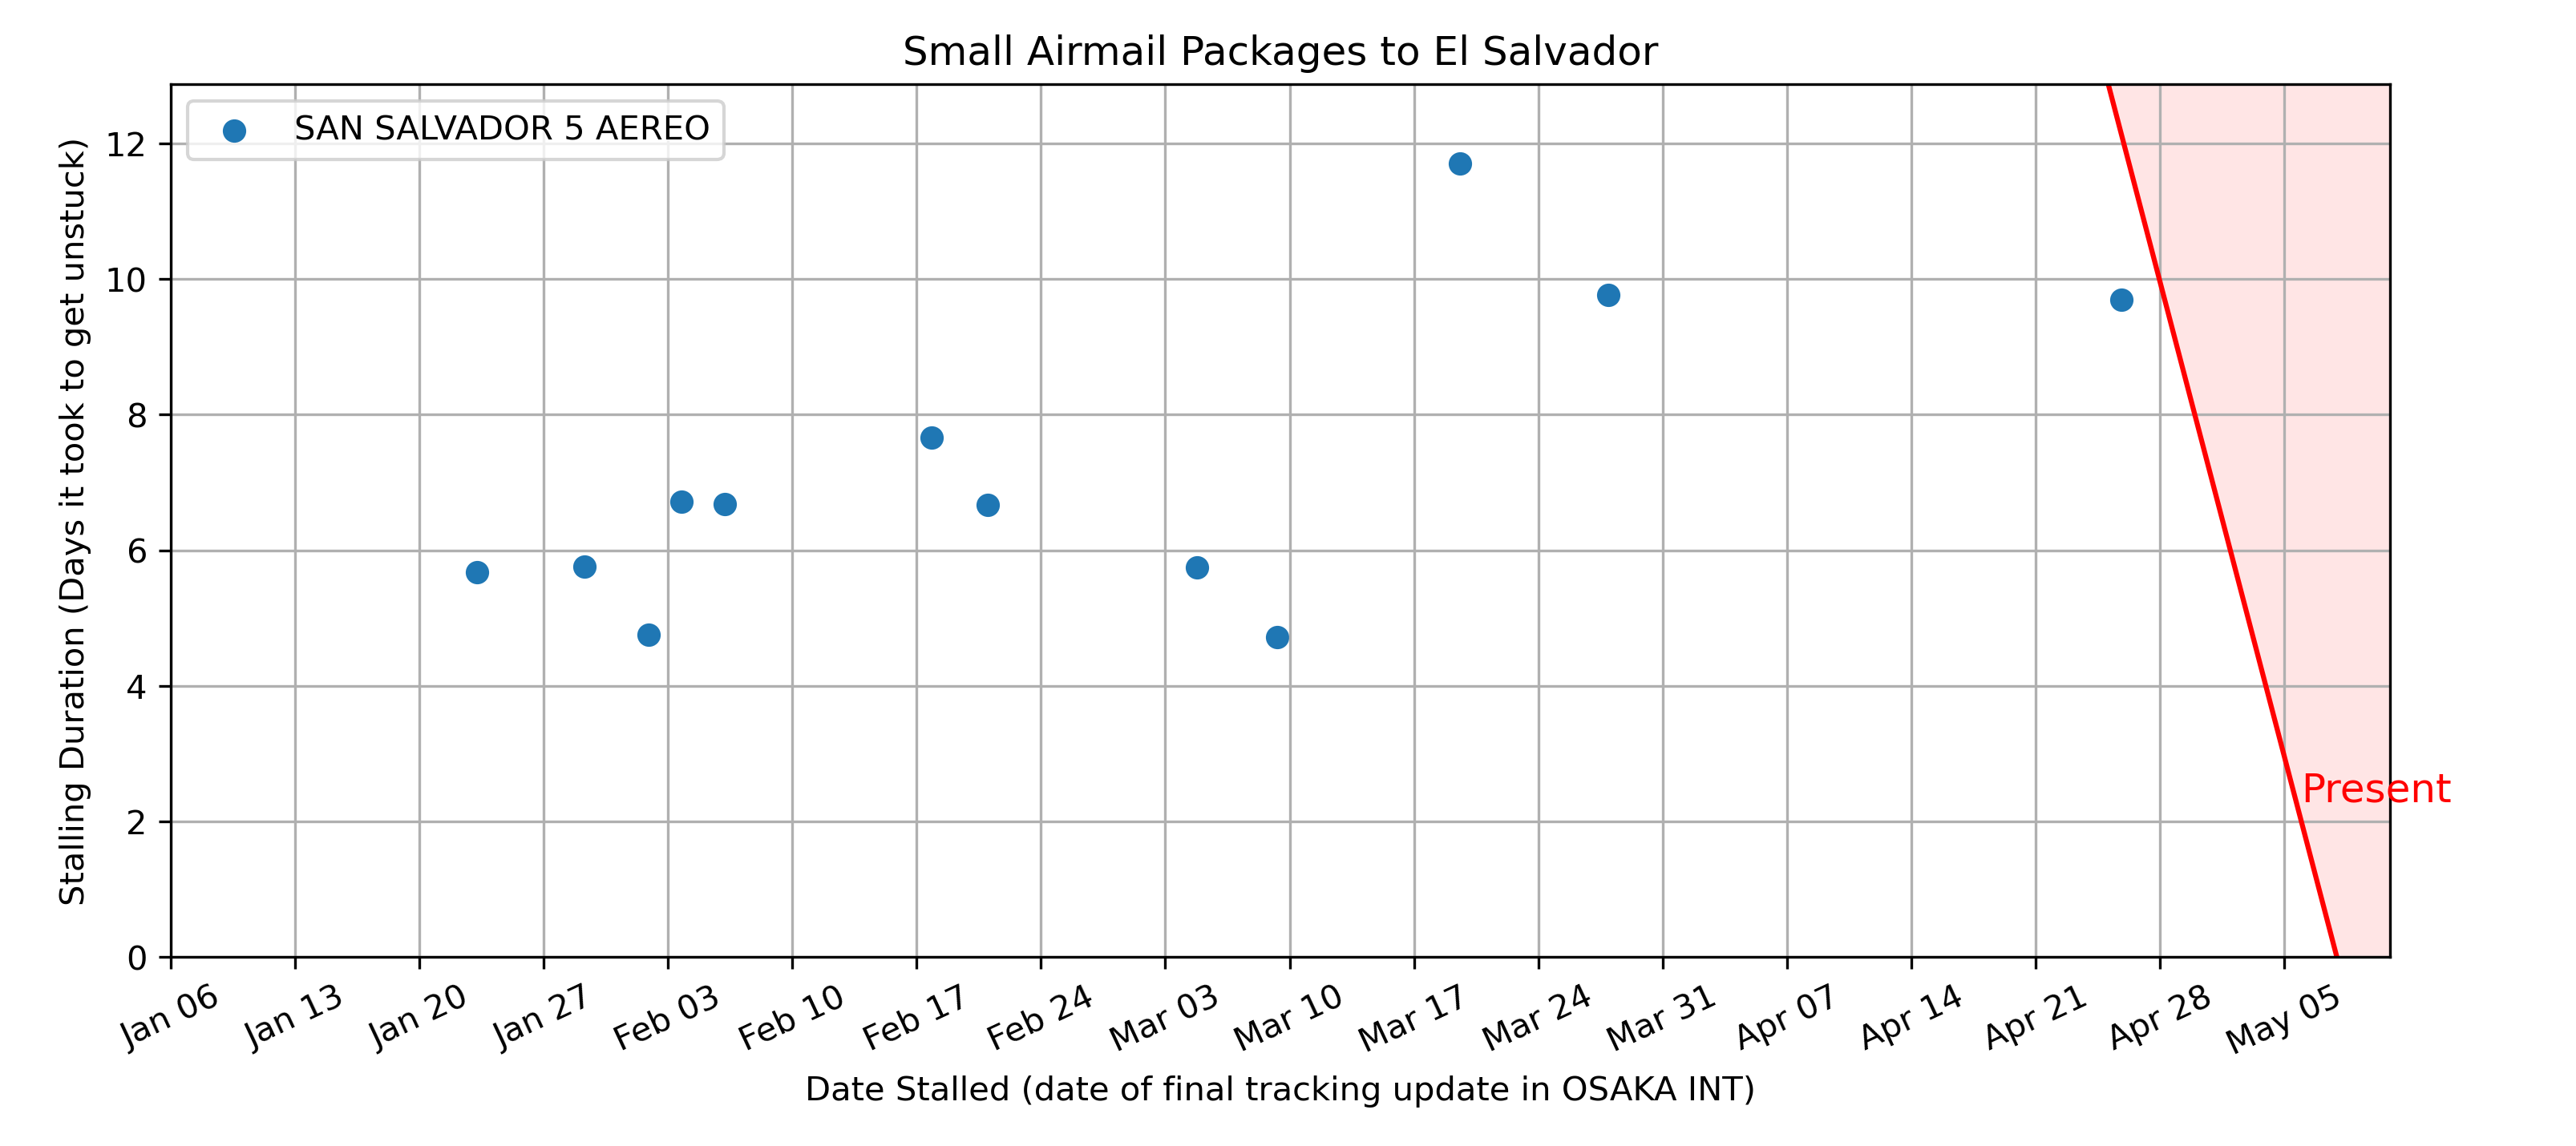 Small Airmail Packages to El Salvador
SAN SALVADOR 5 AEREO
Stalling Duration (Days it took to get unstuck)
12
10
8
6
4
2
0
Present
Jan 06
Jan 13
Jan 20
Jan 27
Feb 03
Feb 10
Feb 17
Feb 24
Mar 03
Mar 10
Mar 17
Mar 24
Mar 31
Apr 07
Apr 14
Apr 21
Apr 28
May 05
Date Stalled (date of final tracking update in OSAKA INT)